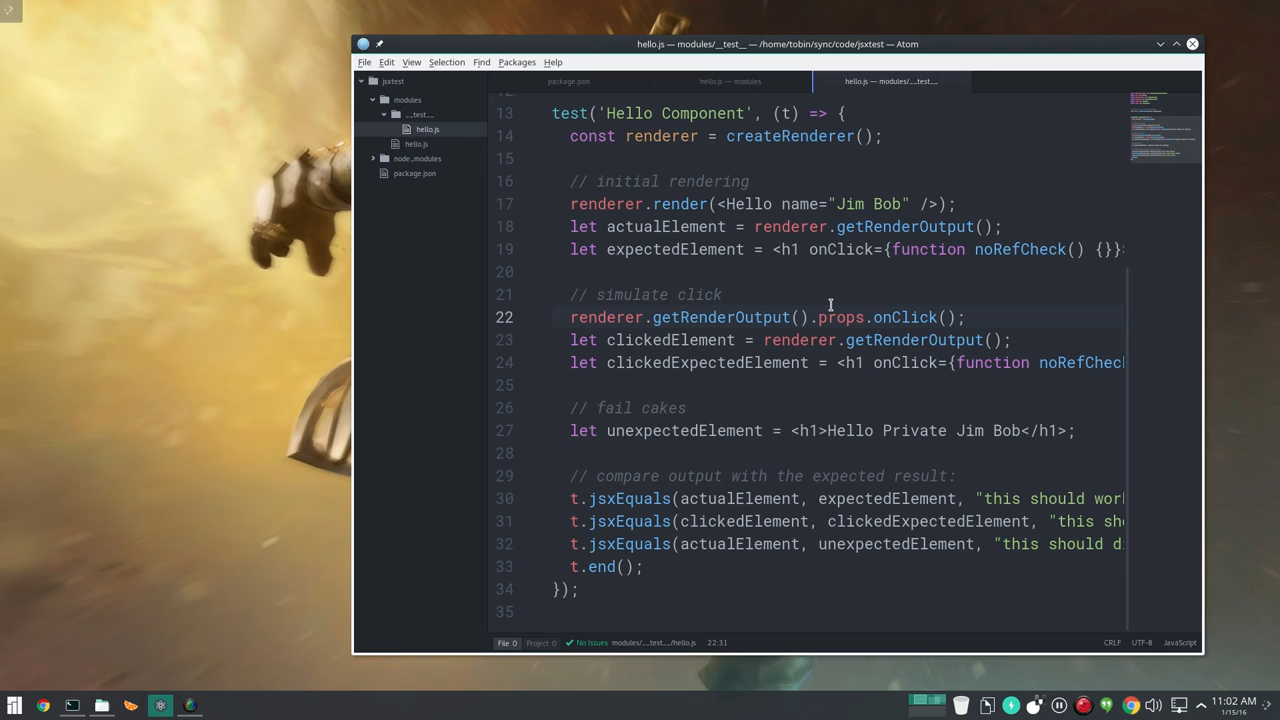 hello.js — modules/__test__ — /home/tobin/sync/code/jsxtest — Atom
File Edit View Selection Find Packages Help
jsxtest
modules
__test__
hello.js
hello.js
node_modules
package.json
package.json hello.js — modules hello.js — modules/__test__
13 test('Hello Component', (t) => {
14 const renderer = createRenderer();
15
16 // initial rendering
17 renderer.render(<Hello name="Jim Bob" />);
18 let actualElement = renderer.getRenderOutput();
19 let expectedElement = <h1 onClick={function noRefCheck() {}}
20
21 // simulate click
22 renderer.getRenderOutput().props.onClick();
23 let clickedElement = renderer.getRenderOutput();
24 let clickedExpectedElement = <h1 onClick={function noRefCheck
25
26 // fail cakes
27 let unexpectedElement = <h1>Hello Private Jim Bob</h1>;
28
29 // compare output with the expected result:
30 t.jsxEquals(actualElement, expectedElement, "this should wor
31 t.jsxEquals(clickedElement, clickedExpectedElement, "this sho
32 t.jsxEquals(actualElement, unexpectedElement, "this should d
33 t.end();
34 });
35
File 0 Project 0 No Issues modules/__test__/hello.js 22:31 CRLF UTF-8 JavaScript
11:02 AM
1/15/16